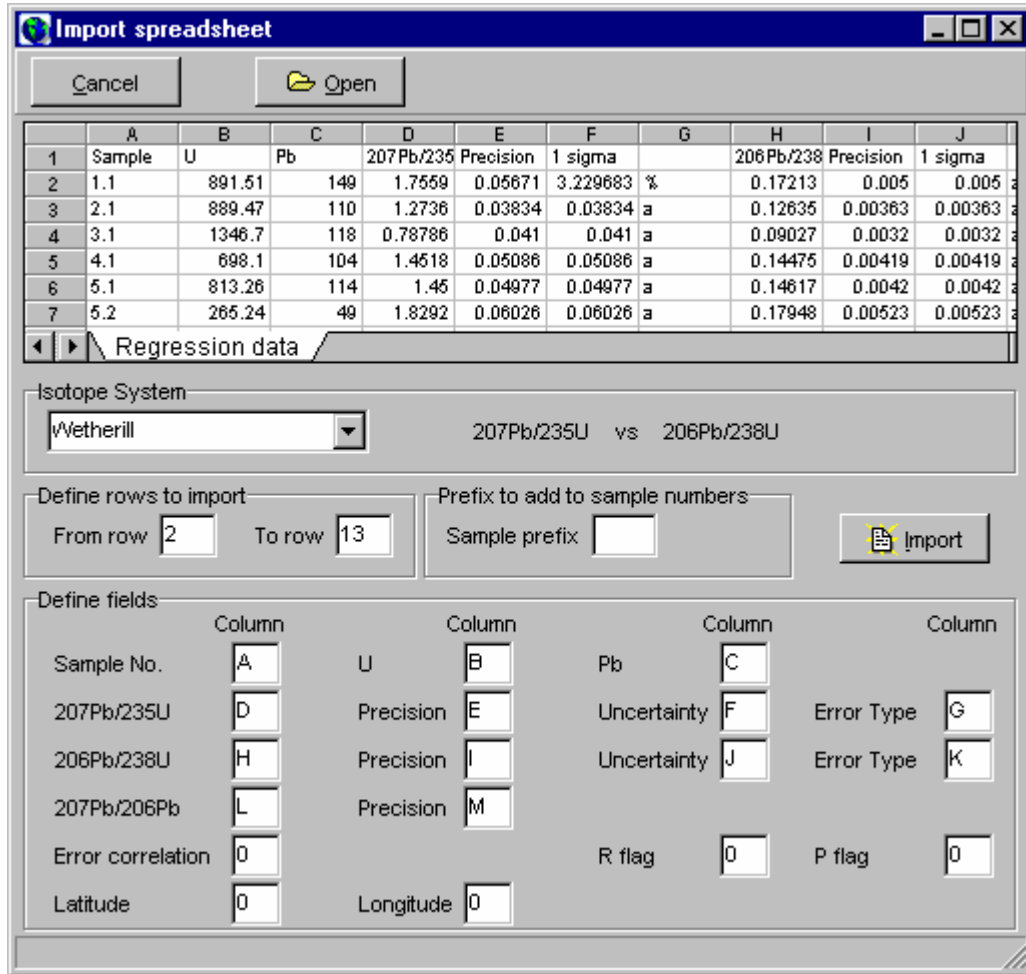 Import spreadsheet
Cancel Open
A B C D E F G H I J
1 Sample U Pb 207Pb/235 Precision 1 sigma 206Pb/238 Precision 1 sigma
2 1.1 891.51 149 1.7559 0.05671 3.229683 % 0.17213 0.005 0.005
3 2.1 889.47 110 1.2736 0.03834 0.03834 a 0.12635 0.00363 0.00363
4 3.1 1346.7 118 0.78786 0.041 0.041 a 0.09027 0.0032 0.0032
5 4.1 698.1 104 1.4518 0.05086 0.05086 a 0.14475 0.00419 0.00419
6 5.1 813.26 114 1.45 0.04977 0.04977 a 0.14617 0.0042 0.0042
7 5.2 265.24 49 1.8292 0.06026 0.06026 a 0.17948 0.00523 0.00523
Regression data
Isotope System
Wetherill 207Pb/235U vs 206Pb/238U
Define rows to import Prefix to add to sample numbers
From row 2 To row 13 Sample prefix Import
Define fields
Column Column Column Column
Sample No. A U B Pb C
207Pb/235U D Precision E Uncertainty F Error Type G
206Pb/238U H Precision I Uncertainty J Error Type K
207Pb/206Pb L Precision M
Error correlation 0 R flag 0 P flag 0
Latitude 0 Longitude 0